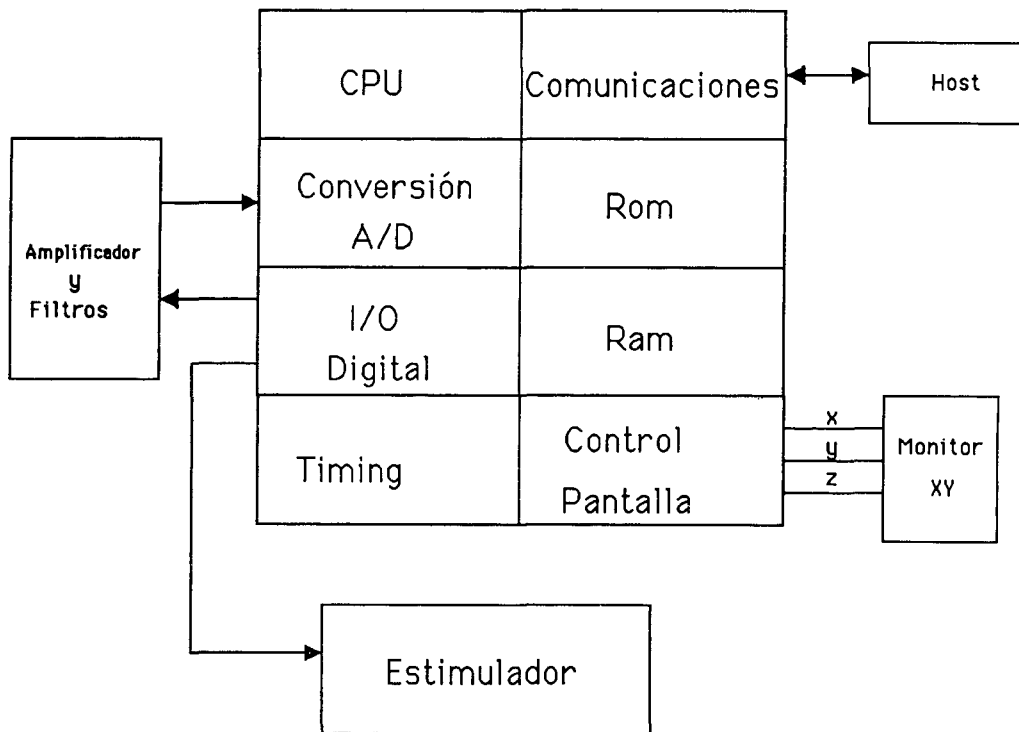 CPU
Comunicaciones
Host
Conversión
A/D
Rom
Amplificador
y
Filtros
I/O
Digital
Ram
Timing
Control
Pantalla
x
y
z
Monitor
XY
Estimulador